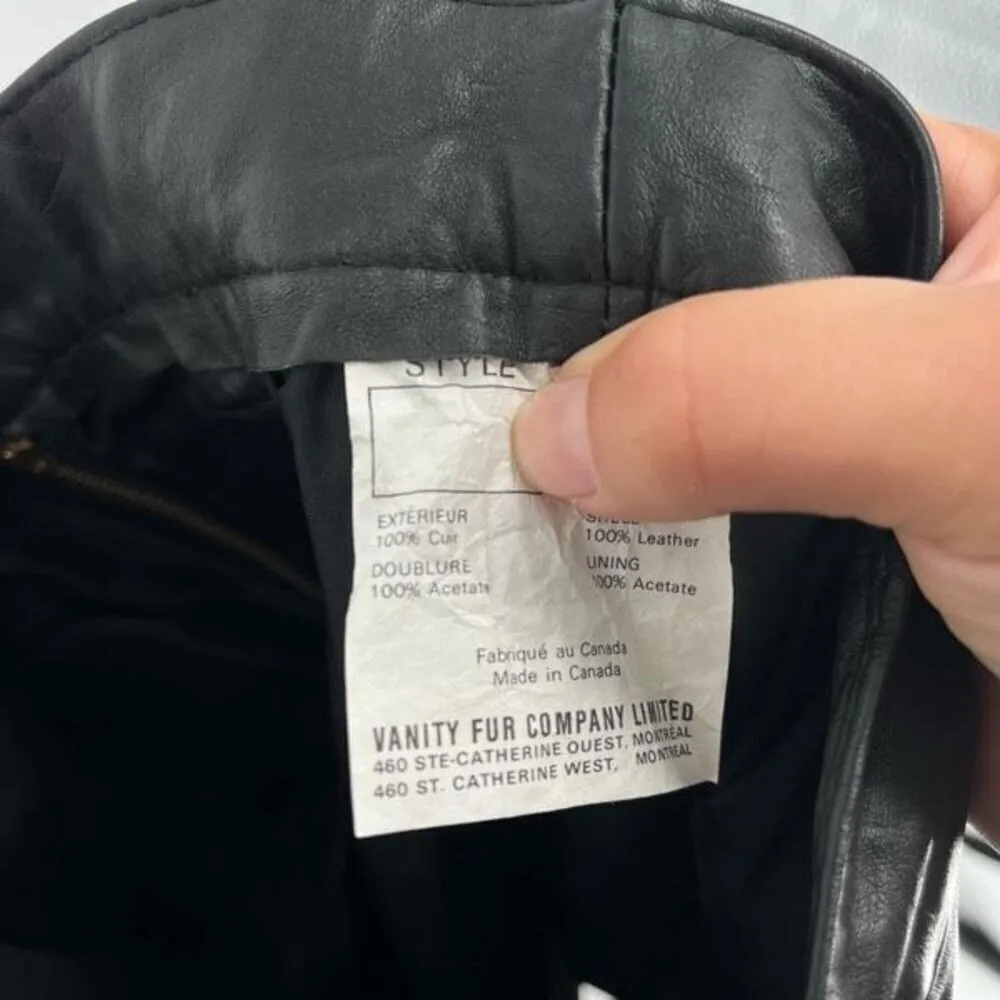 STYLE
EXTÉRIEUR
100% Cuir
DOUBLURE
100% Acetate
SHELL
100% Leather
LINING
100% Acetate
Fabriqué au Canada
Made in Canada
VANITY FUR COMPANY LIMITED
460 STE-CATHERINE OUEST, MONTRÉAL
460 ST. CATHERINE WEST, MONTREAL